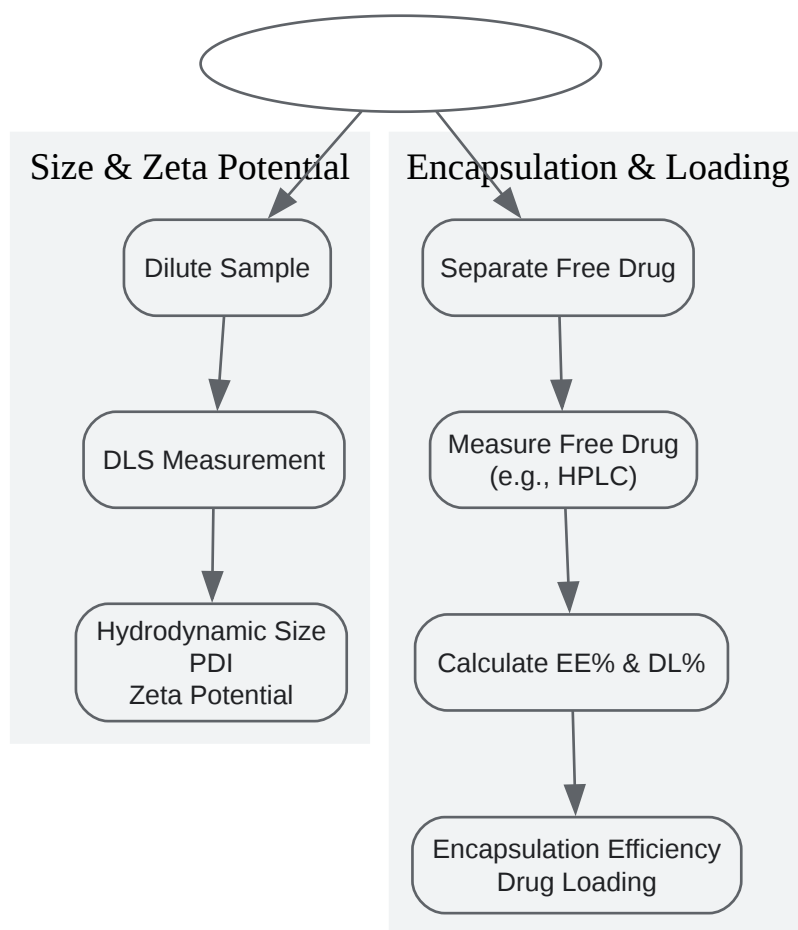 Size & Zeta Potential
Dilute Sample
DLS Measurement
Hydrodynamic Size
PDI
Zeta Potential
Encapsulation & Loading
Separate Free Drug
Measure Free Drug
(e.g., HPLC)
Calculate EE% & DL%
Encapsulation Efficiency
Drug Loading